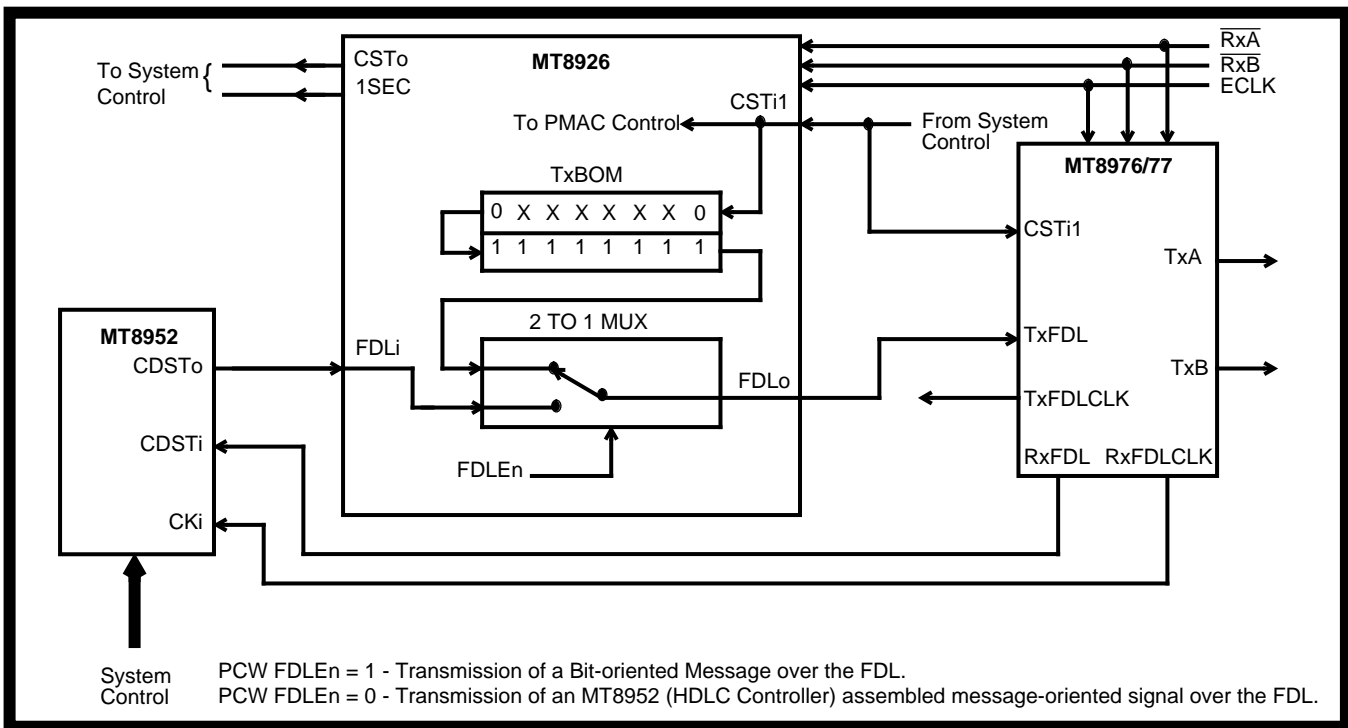 To System {
Control
CSTo
1SEC
MT8926
CSTi1
To PMAC Control
From System
Control
RxA
RxB
ECLK
TxBOM
0 X X X X X X 0
1 1 1 1 1 1 1 1
2 TO 1 MUX
FDLi
FDLo
FDLEn
MT8976/77
CSTi1
TxA
TxFDL
TxB
TxFDLCLK
RxFDL RxFDLCLK
MT8952
CDSTo
CDSTi
CKi
System
Control
PCW FDLEn = 1 - Transmission of a Bit-oriented Message over the FDL.
PCW FDLEn = 0 - Transmission of an MT8952 (HDLC Controller) assembled message-oriented signal over the FDL.